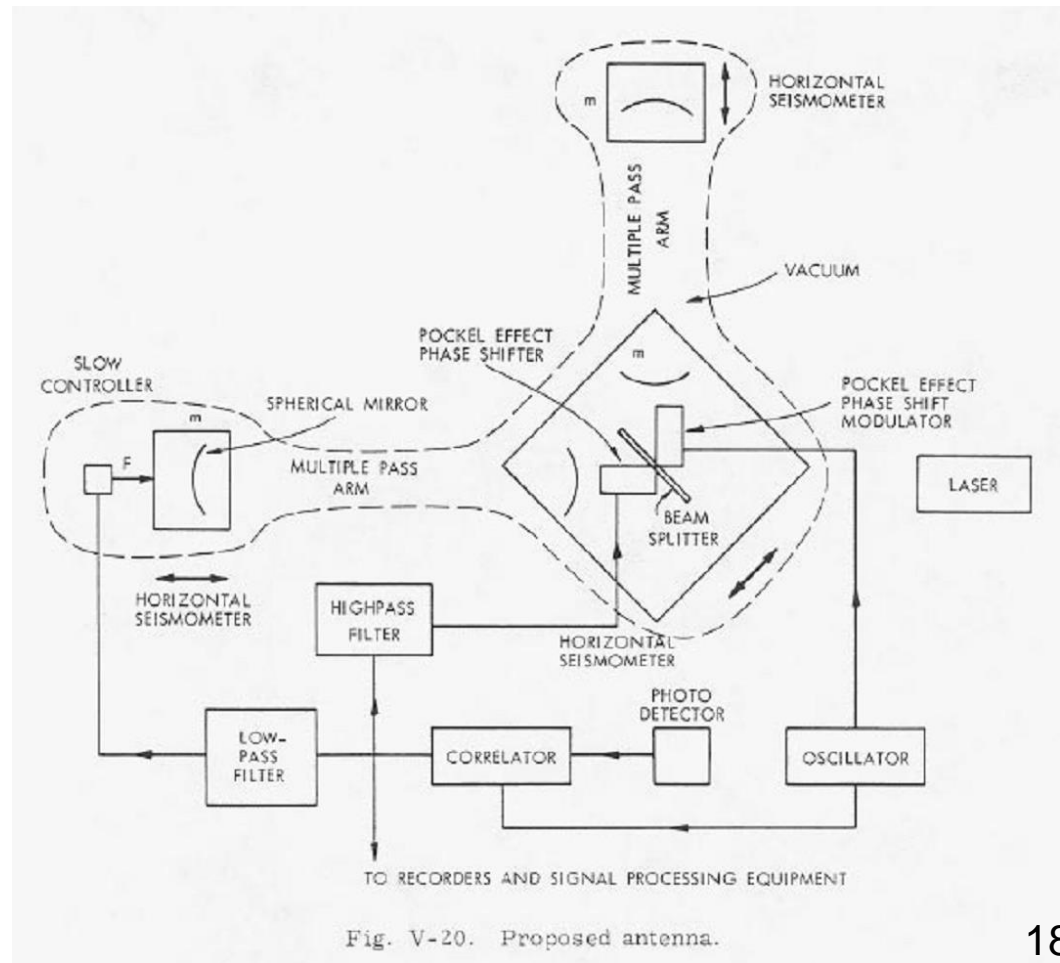 m
HORIZONTAL
SEISMOMETER
MULTIPLE PASS
ARM
VACUUM
POCKEL EFFECT
PHASE SHIFTER
m
SLOW
CONTROLLER
SPHERICAL MIRROR
m
F
MULTIPLE PASS
ARM
POCKEL EFFECT
PHASE SHIFT
MODULATOR
LASER
BEAM
SPLITTER
HORIZONTAL
SEISMOMETER
HIGHPASS
FILTER
HORIZONTAL
SEISMOMETER
PHOTO
DETECTOR
LOW-
PASS
FILTER
CORRELATOR
OSCILLATOR
TO RECORDERS AND SIGNAL PROCESSING EQUIPMENT
Fig. V-20. Proposed antenna.
18